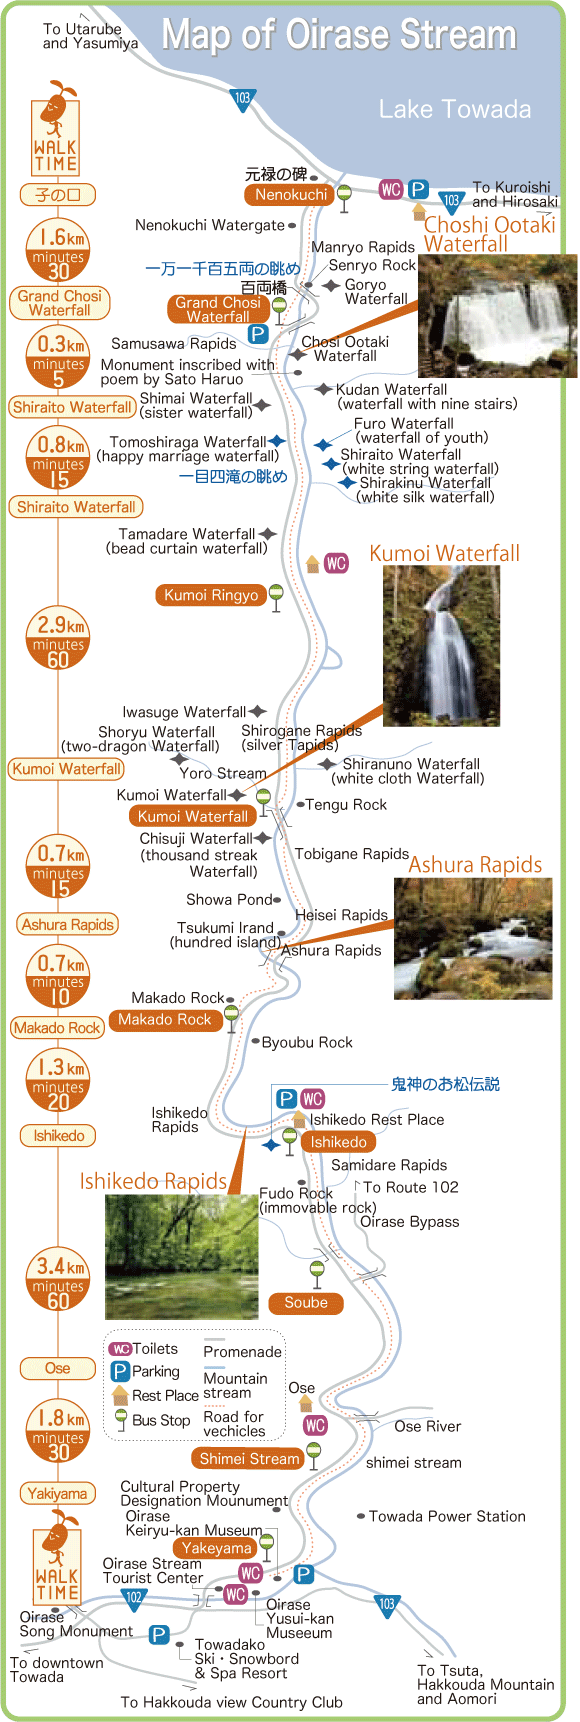 Map of Oirase Stream
To Utarube
and Yasumiya
103
Lake Towada
WALK
TIME
子の口
元禄の碑
Nenokuchi
WC
P
To Kuroishi
and Hirosaki
103
1.6km
minutes
30
Nenokuchi Watergate
Choshi Ootaki
Waterfall
Manryo Rapids
Senryo Rock
一万一千百五両の眺め
百両橋
Goryo
Waterfall
Grand Chosi
Waterfall
Grand Chosi
Waterfall
P
0.3km
minutes
5
Samusawa Rapids
Chosi Ootaki
Waterfall
Monument inscribed with
poem by Sato Haruo
Kudan Waterfall
(waterfall with nine stairs)
Shiraito Waterfall
Shimai Waterfall
(sister waterfall)
Furo Waterfall
(waterfall of youth)
0.8km
minutes
15
Tomoshiraga Waterfall
(happy marriage waterfall)
Shiraito Waterfall
(white string waterfall)
一目四滝の眺め
Shirakinu Waterfall
(white silk waterfall)
Shiraito Waterfall
Tamadare Waterfall
(bead curtain waterfall)
WC
Kumoi Waterfall
Kumoi Ringyo
2.9km
minutes
60
Iwasuge Waterfall
Shoryu Waterfall
(two-dragon Waterfall)
Shirogane Rapids
(silver Tapids)
Kumoi Waterfall
Yoro Stream
Shiranuno Waterfall
(white cloth Waterfall)
Kumoi Waterfall
Kumoi Waterfall
Tengu Rock
Chisuji Waterfall
(thousand streak
Waterfall)
0.7km
minutes
15
Tobigane Rapids
Ashura Rapids
Showa Pond
Heisei Rapids
Ashura Rapids
Tsukumi Irand
(hundred island)
Ashura Rapids
0.7km
minutes
10
Makado Rock
Makado Rock
Makado Rock
Byoubu Rock
1.3km
minutes
20
鬼神のお松伝説
P
WC
Ishikedo
Rapids
Ishikedo Rest Place
Ishikedo
Ishikedo
Samidare Rapids
Ishikedo Rapids
Fudo Rock
(immovable rock)
To Route 102
Oirase Bypass
3.4km
minutes
60
Soube
WC Toilets
P Parking
Rest Place
Bus Stop
Promenade
Mountain
stream
Road for
vechicles
Ose
Ose
WC
1.8km
minutes
30
Ose River
Shimei Stream
shimei stream
Yakiyama
Cultural Property
Designation Mounument
Oirase
Keiryu-kan Museum
Towada Power Station
Yakeyama
WALK
TIME
Oirase Stream
Tourist Center
WC
P
WC
102
103
Oirase
Song Monument
Oirase
Yusui-kan
Museeum
P
Towadako
Ski・Snowbord
& Spa Resort
To downtown
Towada
To Tsuta,
Hakkouda Mountain
and Aomori
To Hakkouda view Country Club